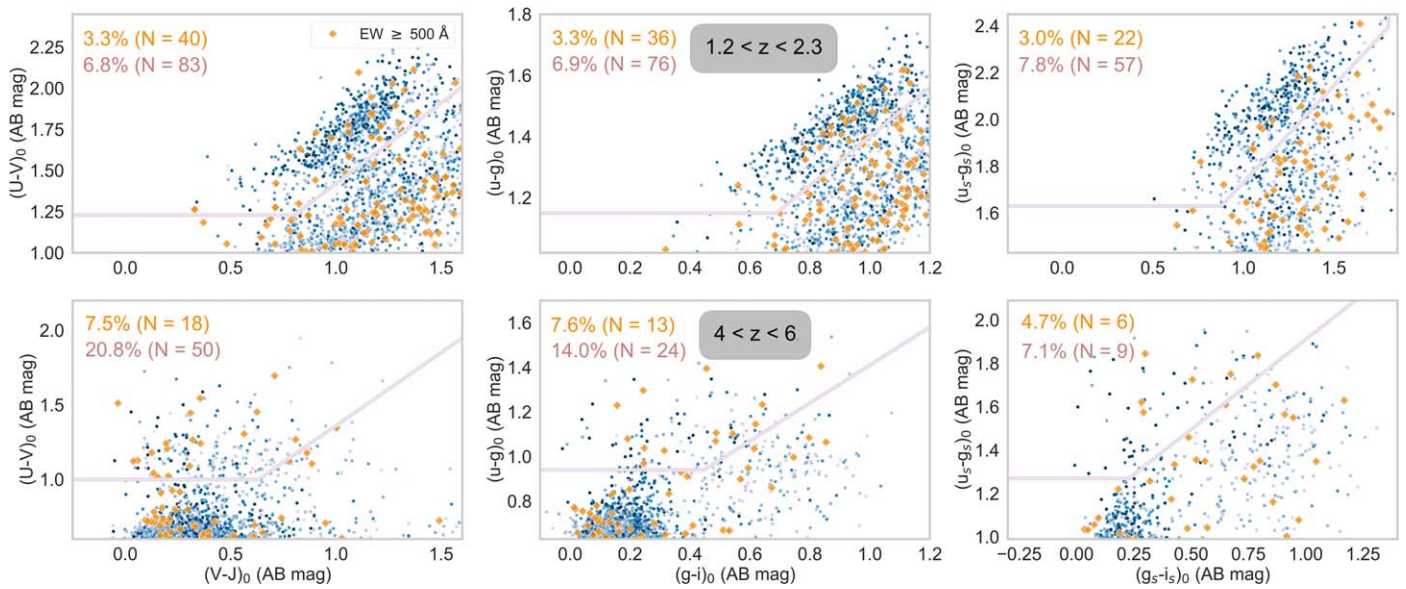 3.3% (N = 40)
6.8% (N = 83)
EW ≥ 500 Å
2.25
2.00
1.75
1.50
1.25
1.00
(U-V)₀ (AB mag)
0.0
0.5
1.0
1.5
3.3% (N = 36)
6.9% (N = 76)
1.2 < z < 2.3
1.8
1.6
1.4
1.2
(u-g)₀ (AB mag)
0.0
0.2
0.4
0.6
0.8
1.0
1.2
3.0% (N = 22)
7.8% (N = 57)
2.4
2.2
2.0
1.8
1.6
(uₛ-gₛ)₀ (AB mag)
0.0
0.5
1.0
1.5
7.5% (N = 18)
20.8% (N = 50)
2.0
1.5
1.0
(U-V)₀ (AB mag)
0.0
0.5
1.0
1.5
(V-J)₀ (AB mag)
7.6% (N = 13)
14.0% (N = 24)
4 < z < 6
1.6
1.4
1.2
1.0
0.8
(u-g)₀ (AB mag)
0.0
0.2
0.4
0.6
0.8
1.0
1.2
(g-i)₀ (AB mag)
4.7% (N = 6)
7.1% (N = 9)
2.0
1.8
1.6
1.4
1.2
1.0
(uₛ-gₛ)₀ (AB mag)
−0.25
0.00
0.25
0.50
0.75
1.00
1.25
(gₛ-iₛ)₀ (AB mag)